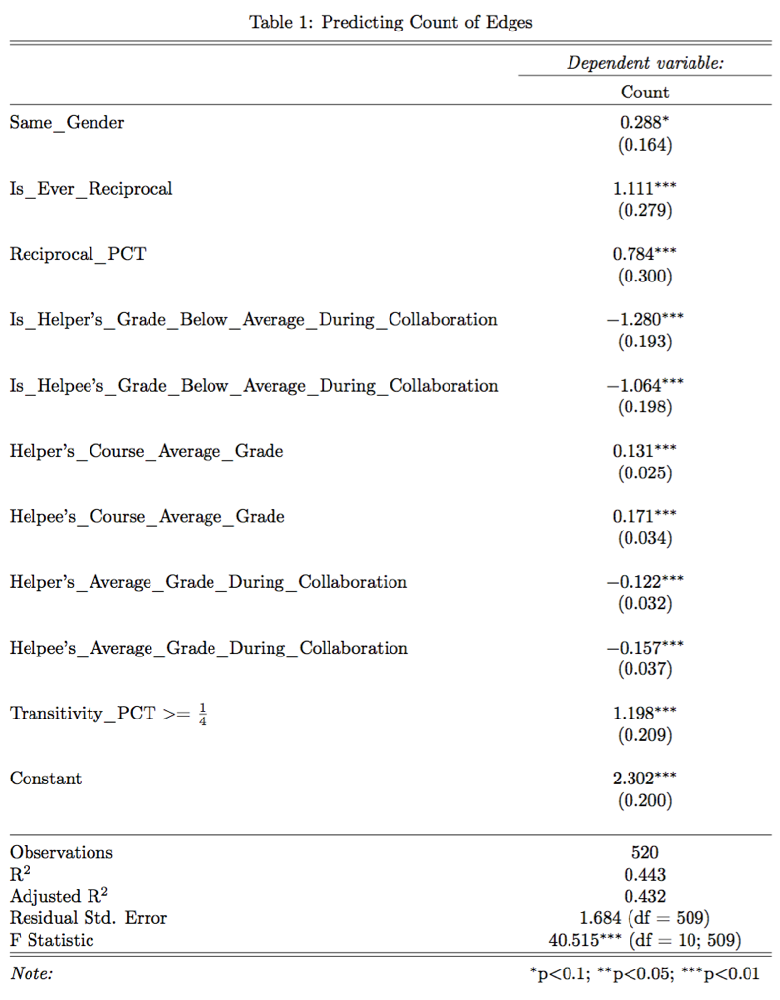 Table 1: Predicting Count of Edges
Dependent variable:
Count
Same_Gender 0.288*
(0.164)
Is_Ever_Reciprocal 1.111***
(0.279)
Reciprocal_PCT 0.784***
(0.300)
Is_Helper's_Grade_Below_Average_During_Collaboration −1.280***
(0.193)
Is_Helpee's_Grade_Below_Average_During_Collaboration −1.064***
(0.198)
Helper's_Course_Average_Grade 0.131***
(0.025)
Helpee's_Course_Average_Grade 0.171***
(0.034)
Helper's_Average_Grade_During_Collaboration −0.122***
(0.032)
Helpee's_Average_Grade_During_Collaboration −0.157***
(0.037)
Transitivity_PCT >= 1/4 1.198***
(0.209)
Constant 2.302***
(0.200)
Observations 520
R² 0.443
Adjusted R² 0.432
Residual Std. Error 1.684 (df = 509)
F Statistic 40.515*** (df = 10; 509)
Note: *p<0.1; **p<0.05; ***p<0.01